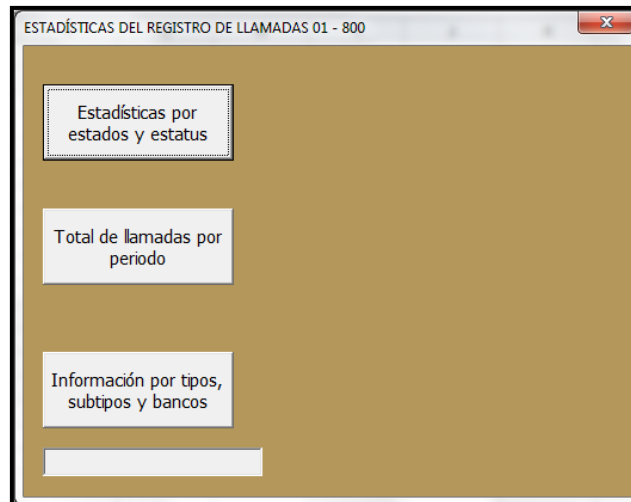 ESTADÍSTICAS DEL REGISTRO DE LLAMADAS 01 - 800
Estadísticas por
estados y estatus
Total de llamadas por
periodo
Información por tipos,
subtipos y bancos